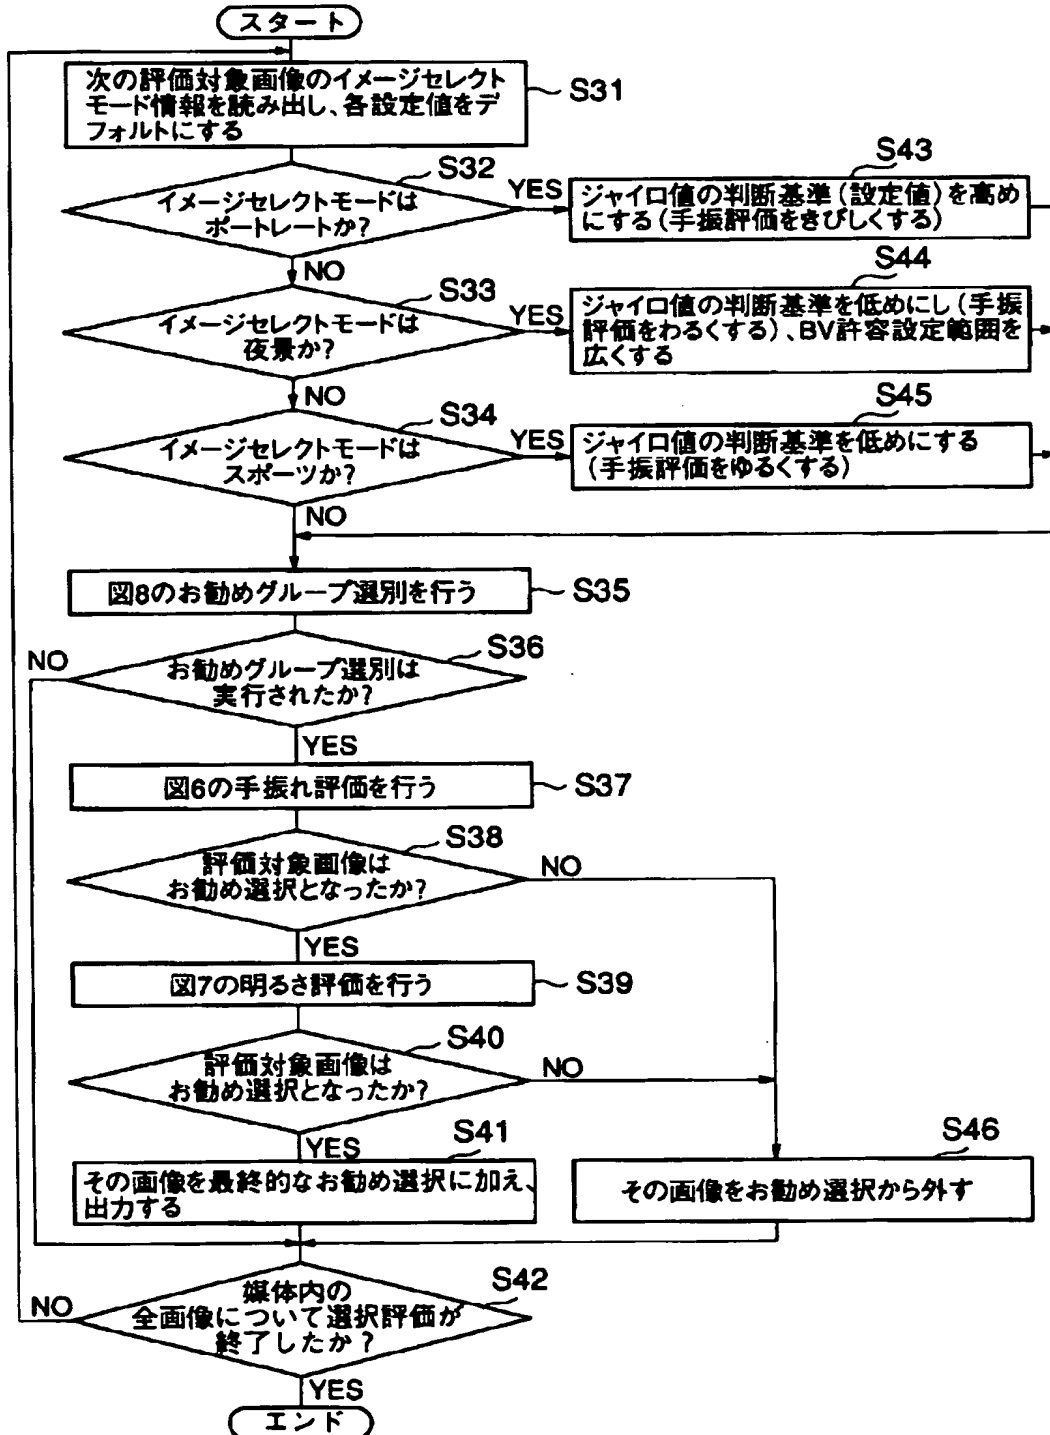 スタート
次の評価対象画像のイメージセレクト
モード情報を読み出し、各設定値をデ
フォルトにする
S31
S32
イメージセレクトモードは
ポートレートか?
YES
NO
S43
ジャイロ値の判断基準(設定値)を高め
にする(手振評価をきびしくする)
S33
イメージセレクトモードは
夜景か?
YES
NO
S44
ジャイロ値の判断基準を低めにし(手振
評価をわるくする)、BV許容設定範囲を
広くする
S34
イメージセレクトモードは
スポーツか?
YES
NO
S45
ジャイロ値の判断基準を低めにする
(手振評価をゆるくする)
図8のお勧めグループ選別を行う
S35
S36
NO
お勧めグループ選別は
実行されたか?
YES
図6の手振れ評価を行う
S37
S38
評価対象画像は
お勧め選択となったか?
NO
YES
図7の明るさ評価を行う
S39
S40
評価対象画像は
お勧め選択となったか?
NO
YES
S41
その画像を最終的なお勧め選択に加え、
出力する
S46
その画像をお勧め選択から外す
S42
NO
媒体内の
全画像について選択評価が
終了したか?
YES
エンド